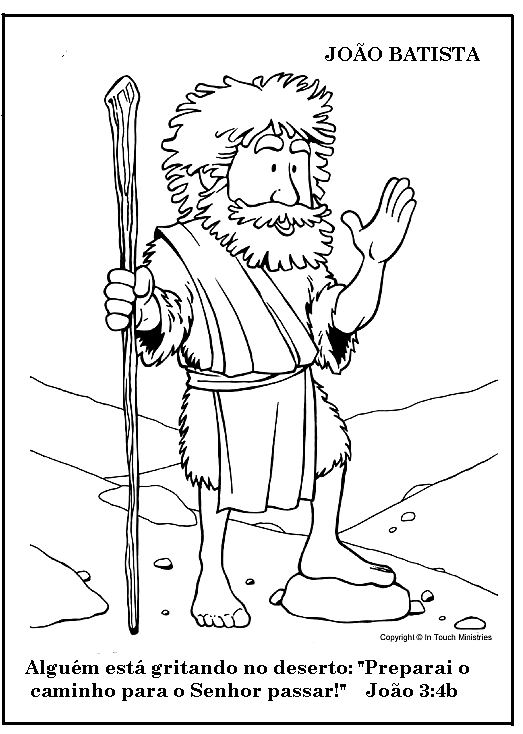 JOÃO BATISTA
Copyright © In Touch Ministries
Alguém está gritando no deserto: "Preparai o
caminho para o Senhor passar!" João 3:4b